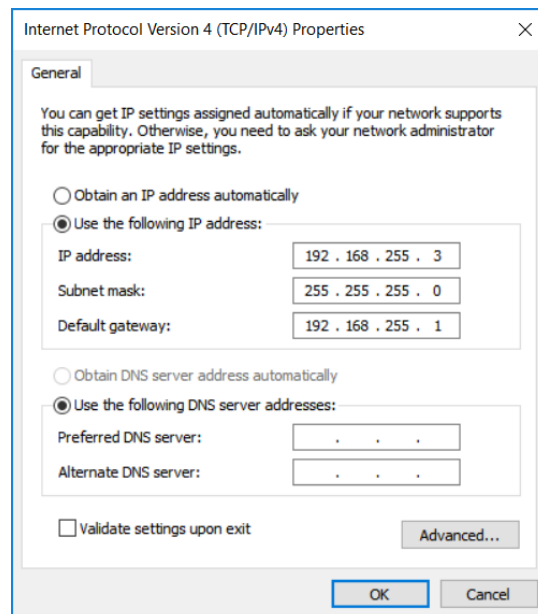 Internet Protocol Version 4 (TCP/IPv4) Properties
General
You can get IP settings assigned automatically if your network supports
this capability. Otherwise, you need to ask your network administrator
for the appropriate IP settings.
Obtain an IP address automatically
Use the following IP address:
IP address: 192 . 168 . 255 . 3
Subnet mask: 255 . 255 . 255 . 0
Default gateway: 192 . 168 . 255 . 1
Obtain DNS server address automatically
Use the following DNS server addresses:
Preferred DNS server: . . .
Alternate DNS server: . . .
Validate settings upon exit
Advanced...
OK Cancel